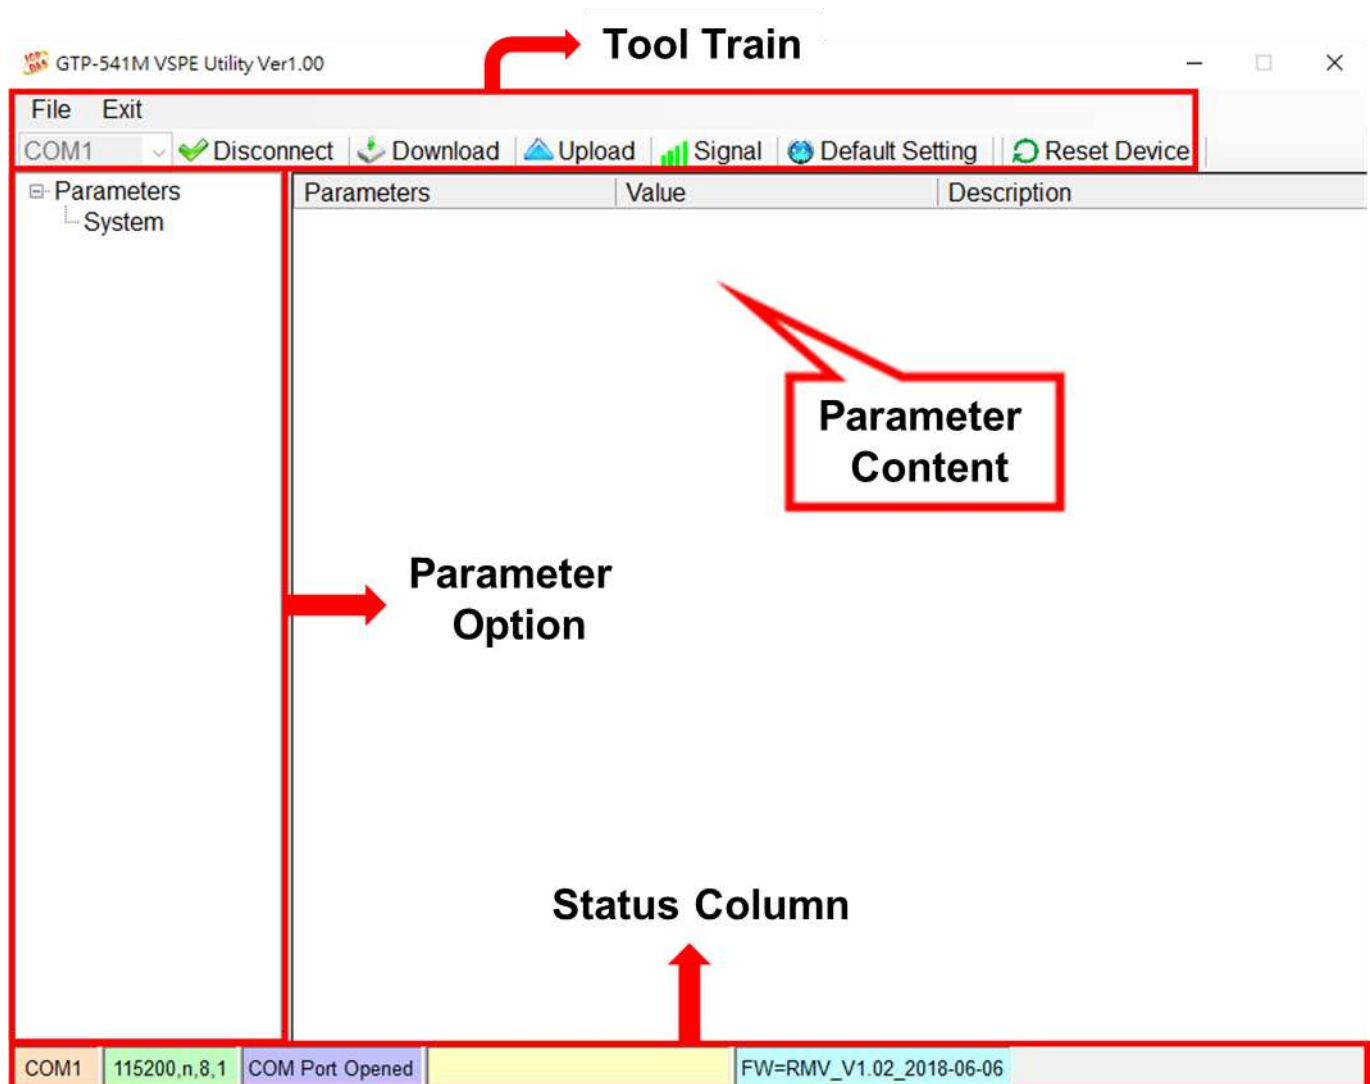 Tool Train
GTP-541M VSPE Utility Ver1.00
File Exit
COM1 Disconnect Download Upload Signal Default Setting Reset Device
Parameters
System
Parameters Value Description
Parameter
Content
Parameter
Option
Status Column
COM1 115200,n,8,1 COM Port Opened FW=RMV_V1.02_2018-06-06